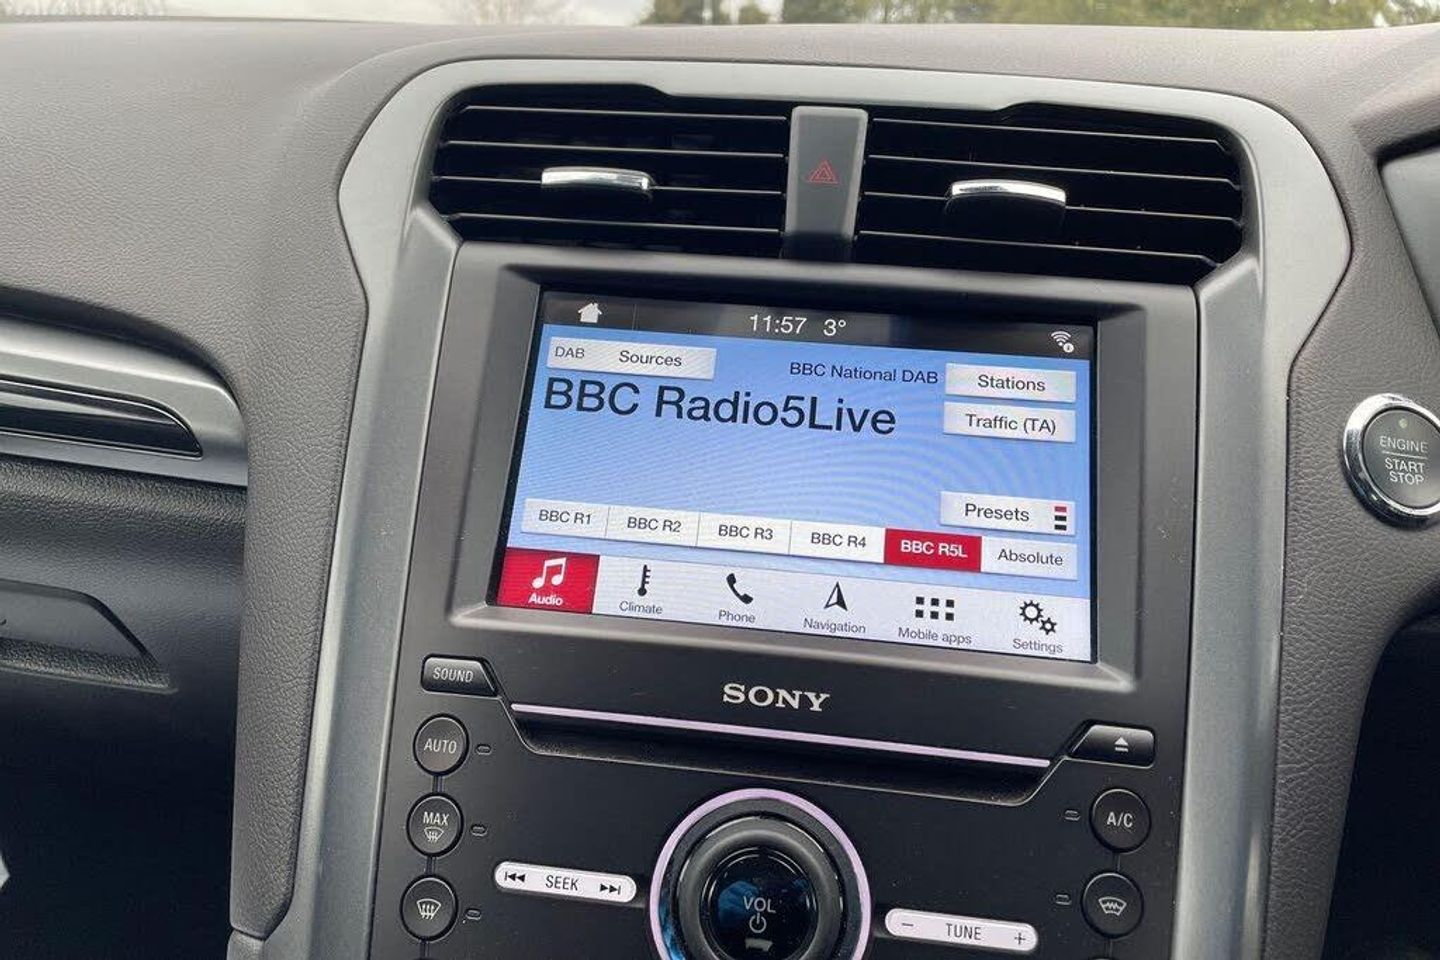 11:57 3°
DAB Sources
BBC National DAB
Stations
BBC Radio5Live
Traffic (TA)
Presets
BBC R1
BBC R2
BBC R3
BBC R4
BBC R5L
Absolute
Audio
Climate
Phone
Navigation
Mobile apps
Settings
ENGINE
START
STOP
SOUND
SONY
AUTO
MAX
A/C
SEEK
VOL
- TUNE +